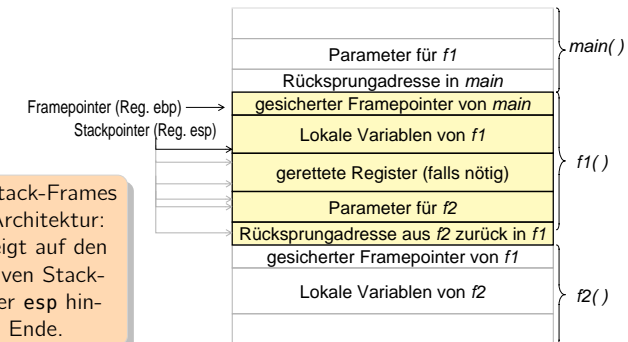 Parameter für f1
main( )
Rücksprungadresse in main
Framepointer (Reg. ebp)
gesicherter Framepointer von main
Stackpointer (Reg. esp)
Lokale Variablen von f1
gerettete Register (falls nötig)
f1( )
Parameter für f2
Rücksprungadresse aus f2 zurück in f1
gesicherter Framepointer von f1
Lokale Variablen von f2
f2( )
tack-Frames
Architektur:
eigt auf den
iven Stack-
er esp hin-
Ende.